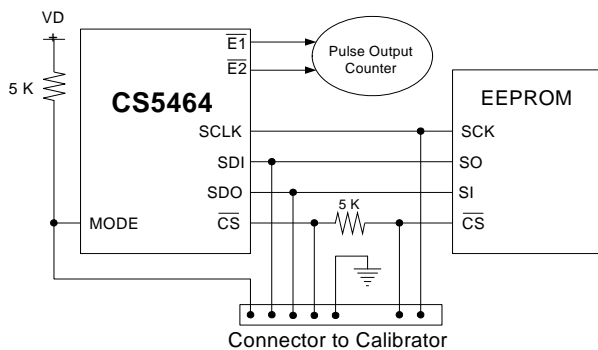 VD
+
5 K
CS5464
E1
E2
Pulse Output
Counter
EEPROM
SCLK
SCK
SDI
SO
SDO
SI
5 K
MODE
CS
CS
Connector to Calibrator